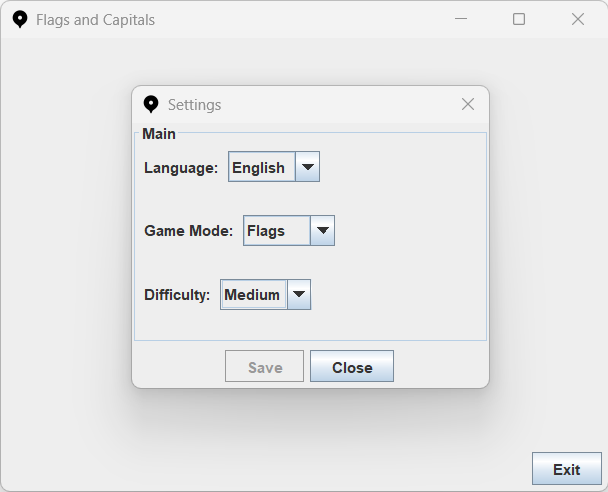 Flags and Capitals
Settings
Main
Language: English
Game Mode: Flags
Difficulty: Medium
Save Close
Exit